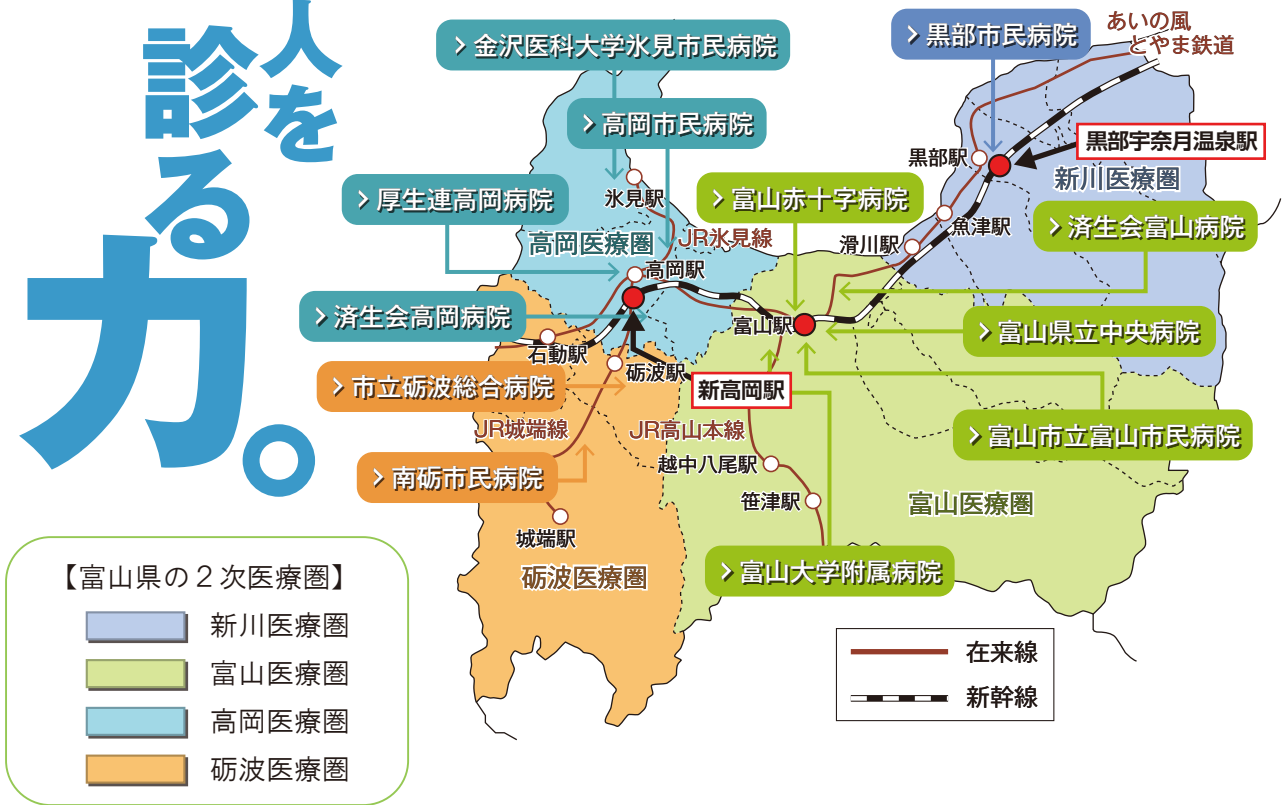 人を
診る
力。
金沢医科大学氷見市民病院
黒部市民病院
あいの風
とやま鉄道
高岡市民病院
黒部宇奈月温泉駅
黒部駅
新川医療圏
厚生連高岡病院
氷見駅
富山赤十字病院
魚津駅
済生会富山病院
高岡医療圏
JR氷見線
滑川駅
高岡駅
済生会高岡病院
富山駅
富山県立中央病院
石動駅
砺波駅
市立砺波総合病院
新高岡駅
JR城端線
JR高山本線
富山市立富山市民病院
南砺市民病院
越中八尾駅
笹津駅
富山医療圏
城端駅
砺波医療圏
富山大学附属病院
【富山県の2次医療圏】
新川医療圏
富山医療圏
高岡医療圏
砺波医療圏
在来線
新幹線